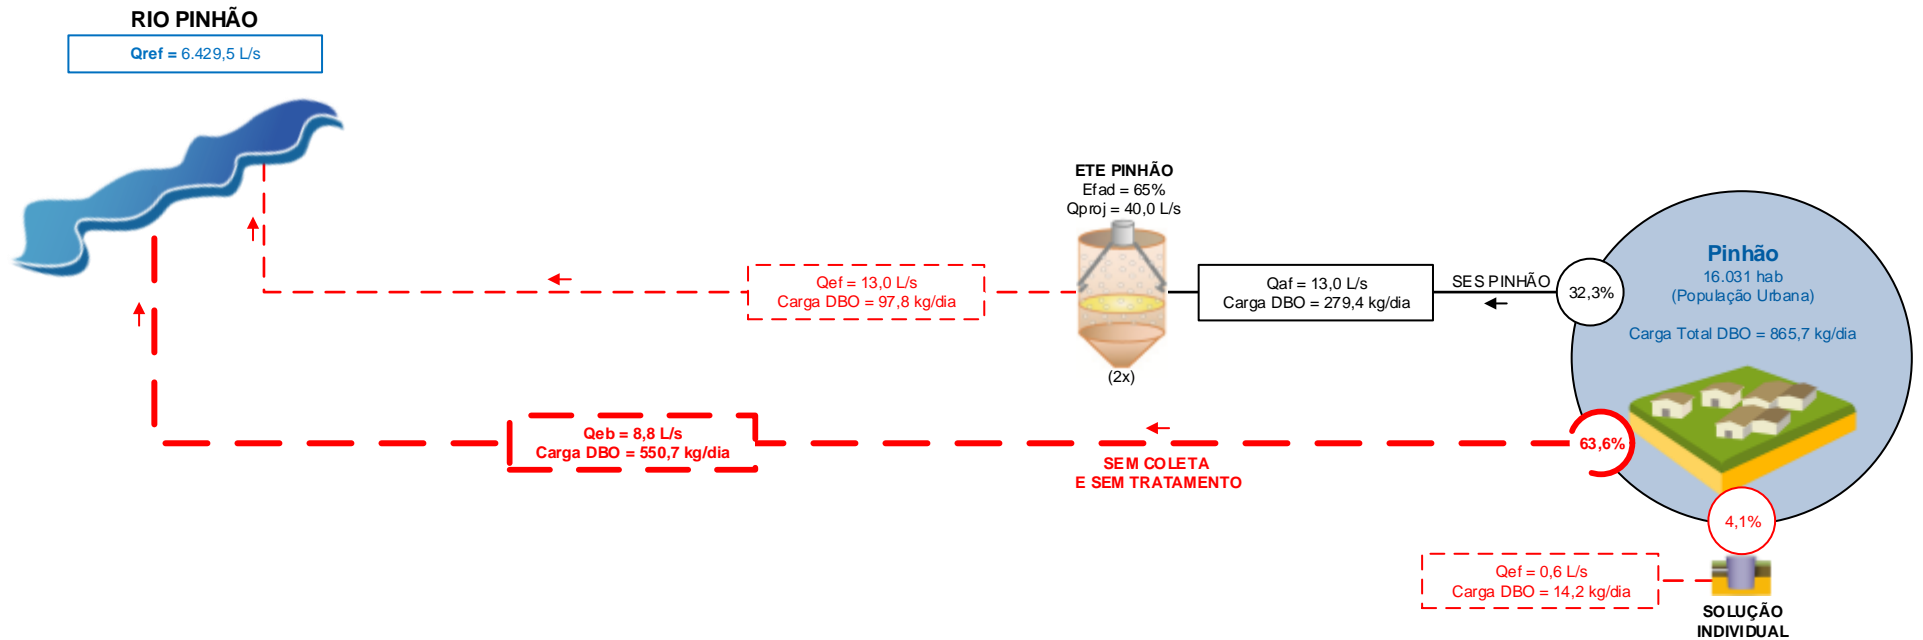 RIO PINHÃO
Qref = 6.429,5 L/s
ETE PINHÃO
Efad = 65%
Qproj = 40,0 L/s
(2x)
Qef = 13,0 L/s
Carga DBO = 97,8 kg/dia
Qaf = 13,0 L/s
Carga DBO = 279,4 kg/dia
SES PINHÃO
32,3%
Pinhão
16.031 hab
(População Urbana)
Carga Total DBO = 865,7 kg/dia
Qeb = 8,8 L/s
Carga DBO = 550,7 kg/dia
SEM COLETA
E SEM TRATAMENTO
63,6%
4,1%
Qef = 0,6 L/s
Carga DBO = 14,2 kg/dia
SOLUÇÃO
INDIVIDUAL